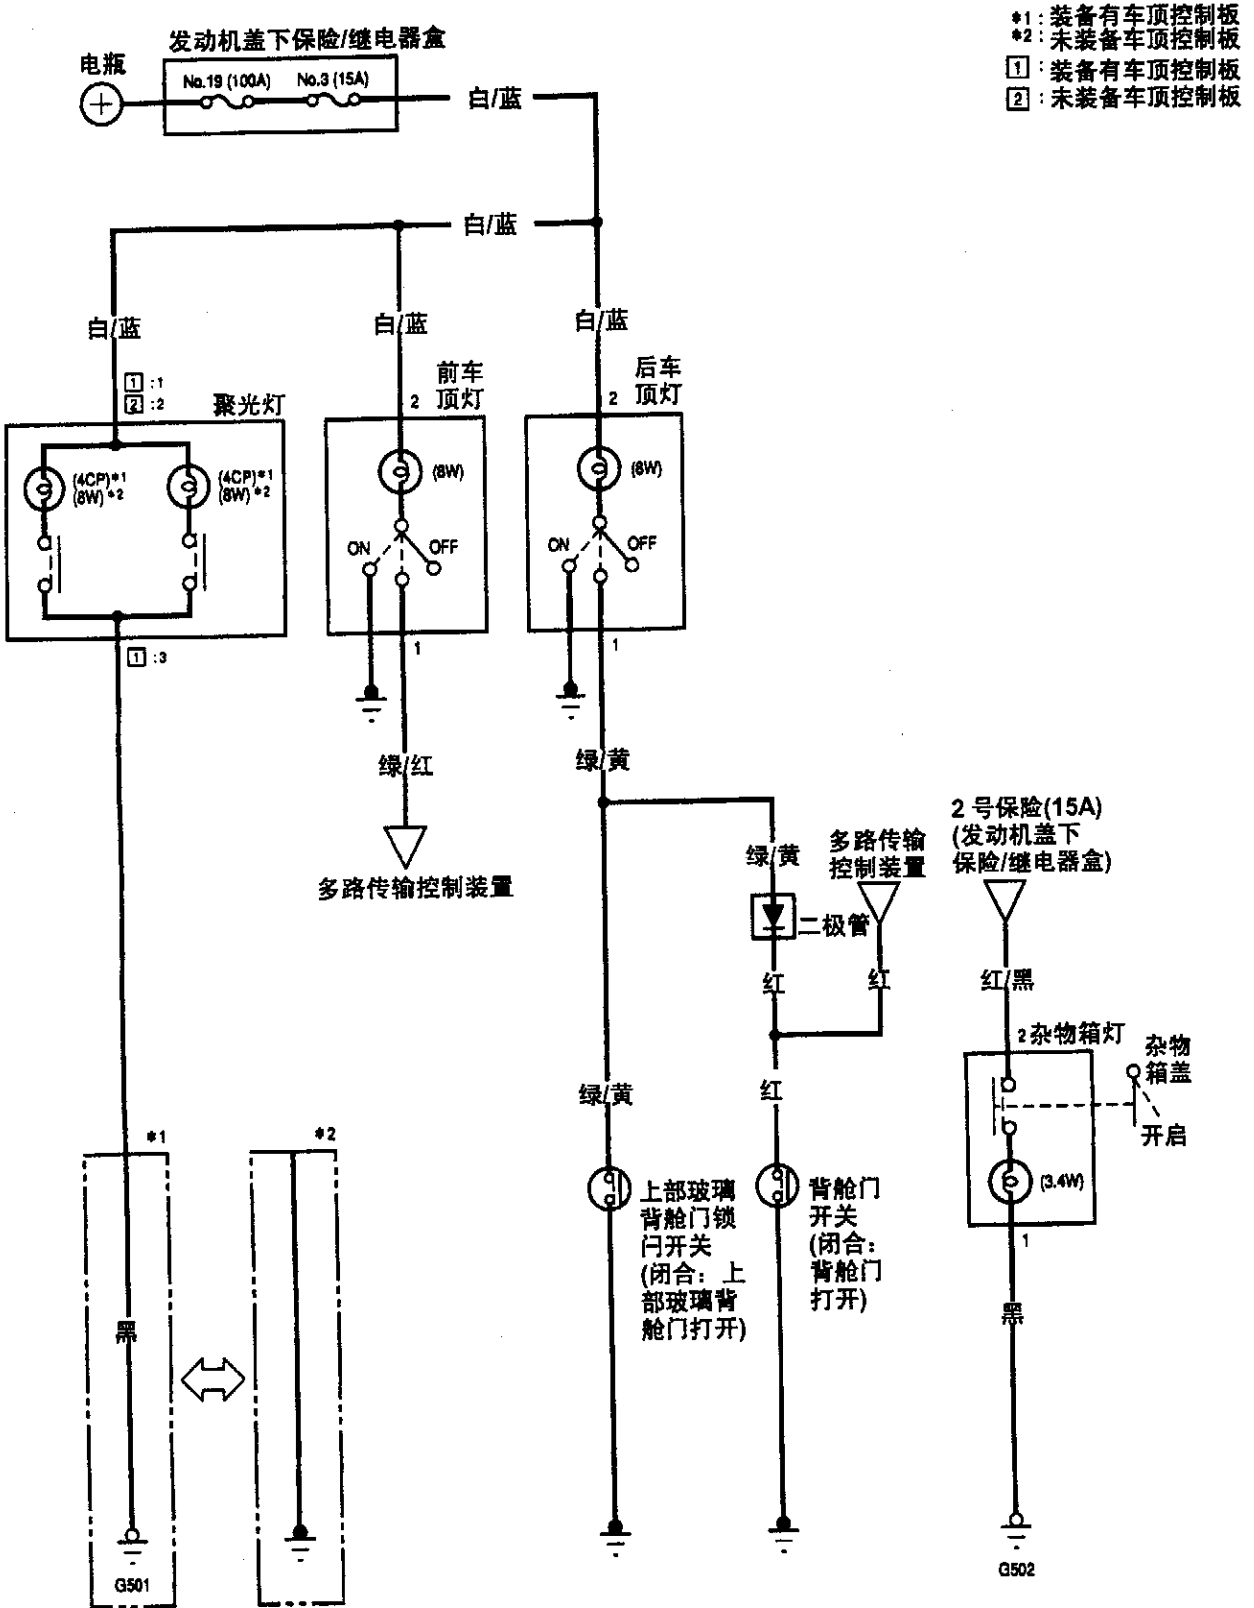 *1：装备有车顶控制板
*2：未装备车顶控制板
1：装备有车顶控制板
2：未装备车顶控制板
发动机盖下保险/继电器盒
电瓶
No.19 (100A)
No.3 (15A)
白/蓝
白/蓝
白/蓝
白/蓝
白/蓝
1:1
2:2
聚光灯
前车
顶灯
2
后车
顶灯
2
(4CP)*1
(8W)*2
(4CP)*1
(8W)*2
(8W)
(8W)
ON
OFF
ON
OFF
1:3
1
1
绿/红
绿/黄
多路传输控制装置
绿/黄
多路传输
控制装置
2 号保险(15A)
(发动机盖下
保险/继电器盒)
二极管
红
红
红/黑
2
杂物箱灯
杂物
箱盖
开启
绿/黄
红
*1
*2
上部玻璃
背舱门锁
闩开关
(闭合：上
部玻璃背
舱门打开)
背舱门
开关
(闭合：
背舱门
打开)
(3.4W)
1
黑
黑
G501
G502